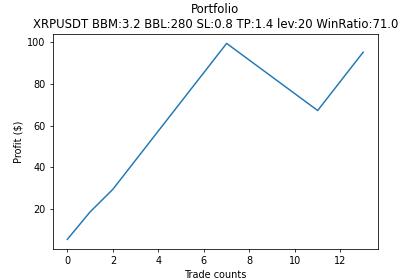 Portfolio
XRPUSDT BBM:3.2 BBL:280 SL:0.8 TP:1.4 lev:20 WinRatio:71.0
100
80
60
40
20
Profit ($)
0 2 4 6 8 10 12
Trade counts